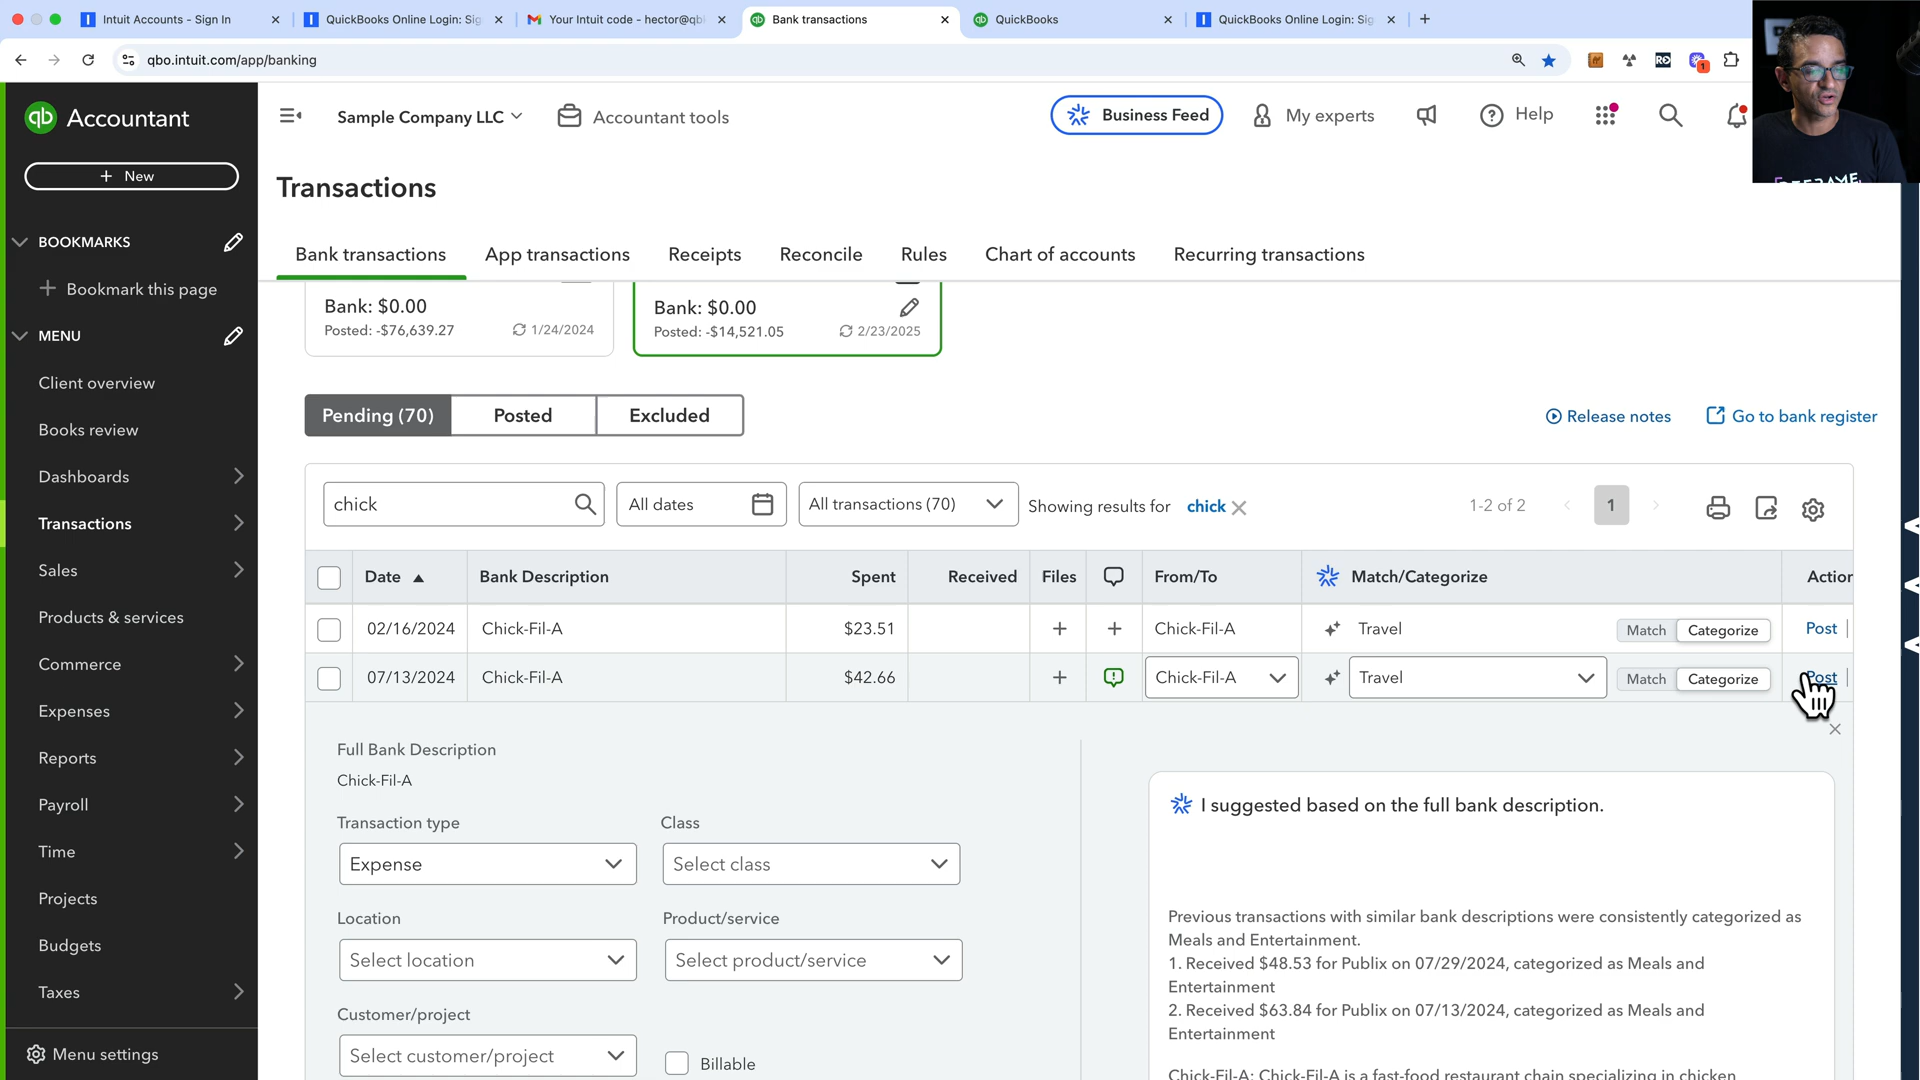 Intuit Accounts - Sign In
QuickBooks Online Login: Sig
Your Intuit code - hector@qb
Bank transactions
QuickBooks
QuickBooks Online Login: Sig
qbo.intuit.com/app/banking
qb Accountant
Sample Company LLC
Accountant tools
Business Feed
My experts
Help
+ New
Transactions
BOOKMARKS
Bookmark this page
MENU
Client overview
Books review
Dashboards
Transactions
Sales
Products & services
Commerce
Expenses
Reports
Payroll
Time
Projects
Budgets
Taxes
Menu settings
Bank transactions
App transactions
Receipts
Reconcile
Rules
Chart of accounts
Recurring transactions
Bank: $0.00
Posted: -$76,639.27
1/24/2024
Bank: $0.00
Posted: -$14,521.05
2/23/2025
Pending (70)
Posted
Excluded
Release notes
Go to bank register
chick
All dates
All transactions (70)
Showing results for chick
1-2 of 2
1
Date
Bank Description
Spent
Received
Files
From/To
Match/Categorize
Action
02/16/2024
Chick-Fil-A
$23.51
Chick-Fil-A
Travel
Match
Categorize
Post
07/13/2024
Chick-Fil-A
$42.66
Chick-Fil-A
Travel
Match
Categorize
Post
Full Bank Description
Chick-Fil-A
Transaction type
Expense
Class
Select class
Location
Select location
Product/service
Select product/service
Customer/project
Select customer/project
Billable
I suggested based on the full bank description.
Previous transactions with similar bank descriptions were consistently categorized as
Meals and Entertainment.
1. Received $48.53 for Publix on 07/29/2024, categorized as Meals and
Entertainment
2. Received $63.84 for Publix on 07/13/2024, categorized as Meals and
Entertainment
Chick-Fil-A: Chick-Fil-A is a fast-food restaurant chain specializing in chicken